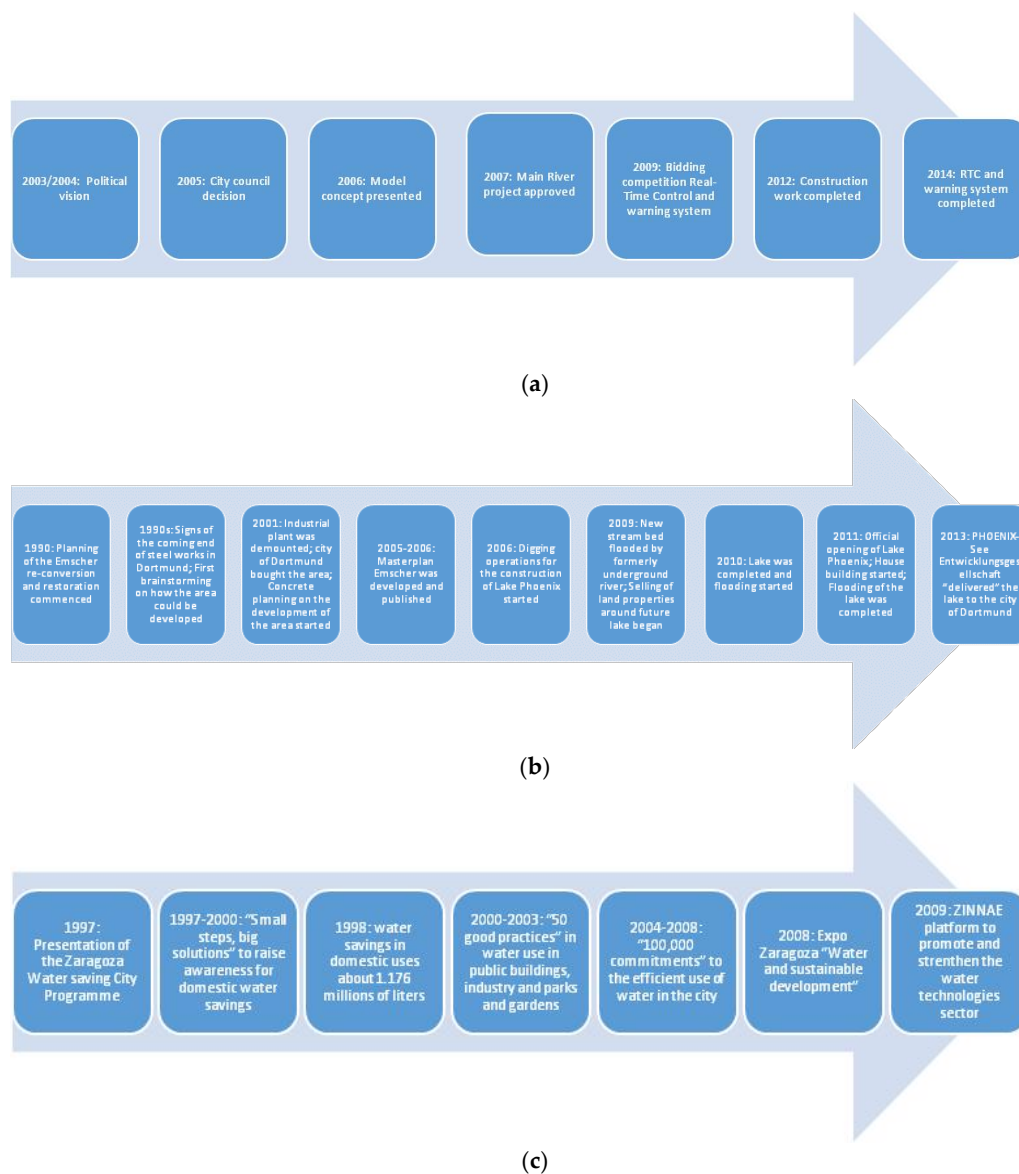 2003/2004: Political
vision
2005: City council
decision
2006: Model
concept presented
2007: Main River
project approved
2009: Bidding
competition Real-
Time Control and
warning system
2012: Construction
work completed
2014: RTC and
warning system
completed
(a)
1990: Planning
of the Emscher
re-conversion
and restoration
commenced
1990s: Signs of
the coming end
of steel works in
Dortmund; First
brainstorming
on how the area
could be
developed
2001: Industrial
plant was
demounted; city
of Dortmund
bought the area;
Concrete
planning on the
development of
the area started
2005-2006:
Masterplan
Emscher was
developed and
published
2006: Digging
operations for
the construction
of Lake Phoenix
started
2009: New
stream bed
flooded by
formerly
underground
river; Selling of
land properties
around future
lake began
2010: Lake was
completed and
flooding started
2011: Official
opening of Lake
Phoenix; House
building started;
Flooding of the
lake was
completed
2013: PHOENIX-
See
Entwicklungsges
ellschaft
"delivered" the
lake to the city
of Dortmund
(b)
1997:
Presentation of
the Zaragoza
Water saving City
Programme
1997-2000: "Small
steps, big
solutions" to raise
awareness for
domestic water
savings
1998: water
savings in
domestic uses
about 1.176
millions of liters
2000-2003: "50
good practices" in
water use in
public buildings,
industry and parks
and gardens
2004-2008:
"100,000
commitments" to
the efficient use of
water in the city
2008: Expo
Zaragoza "Water
and sustainable
development"
2009: ZINNAE
platform to
promote and
strenthen the
water
technologies
sector
(c)